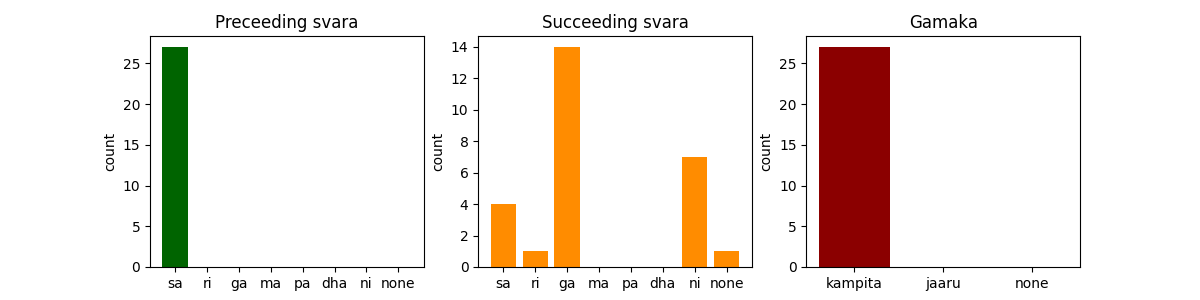 Preceeding svara
count
25
20
15
10
5
0
sa ri ga ma pa dha ni none
Succeeding svara
count
14
12
10
8
6
4
2
0
sa ri ga ma pa dha ni none
Gamaka
count
25
20
15
10
5
0
kampita jaaru none